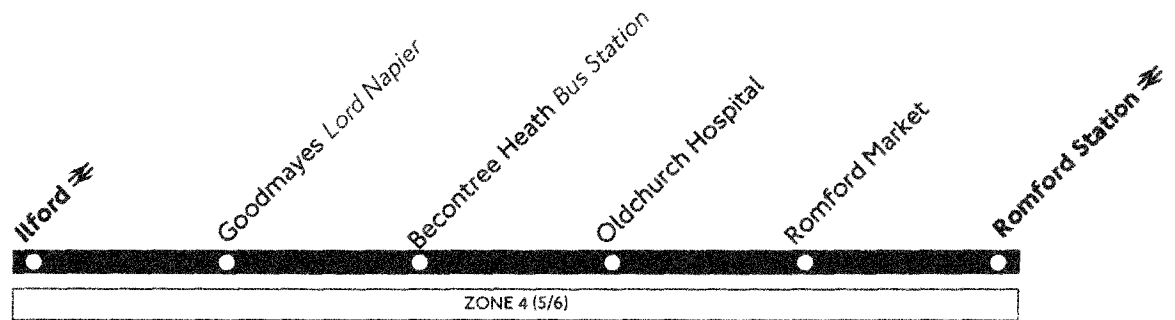 Ilford
Goodmayes Lord Napier
Becontree Heath Bus Station
Oldchurch Hospital
Romford Market
Romford Station
ZONE 4 (5/6)